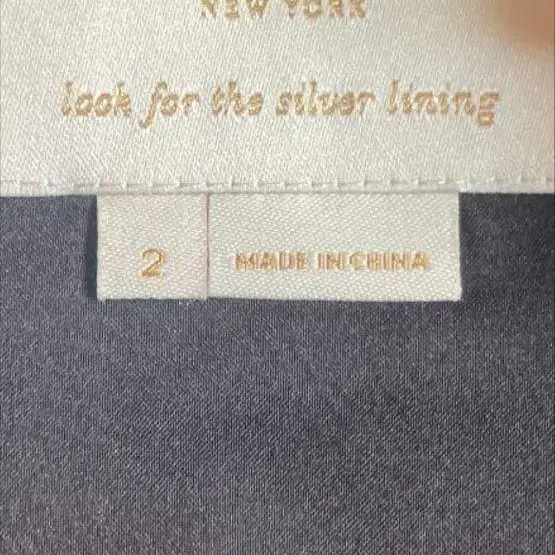 NEW YORK
look for the silver lining
2 MADE IN CHINA